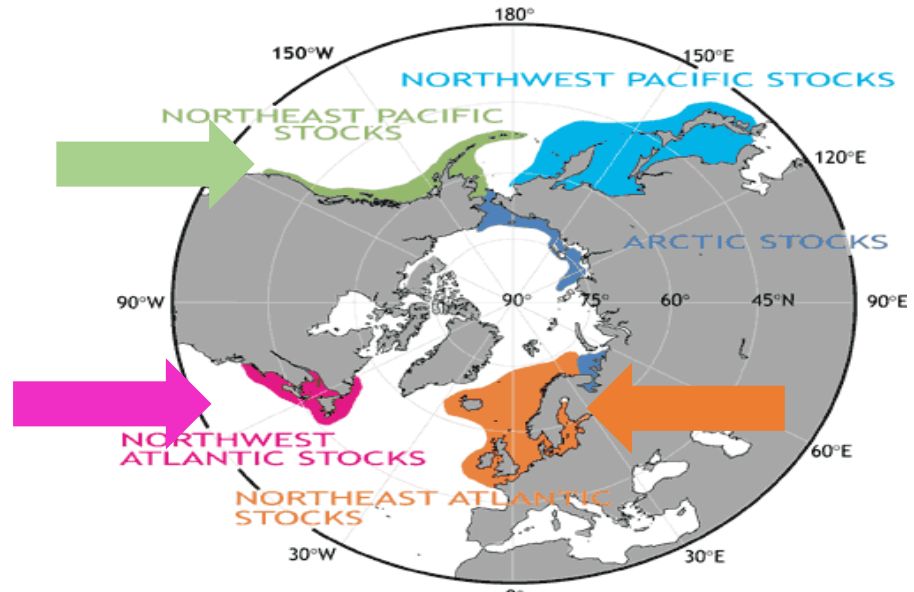 180°
150°W
150°E
NORTHWEST PACIFIC STOCKS
NORTHEAST PACIFIC
STOCKS
120°E
ARCTIC STOCKS
90°W
90°
75°
60°
45°N
90°E
NORTHWEST
ATLANTIC STOCKS
60°E
NORTHEAST ATLANTIC
STOCKS
30°W
30°E